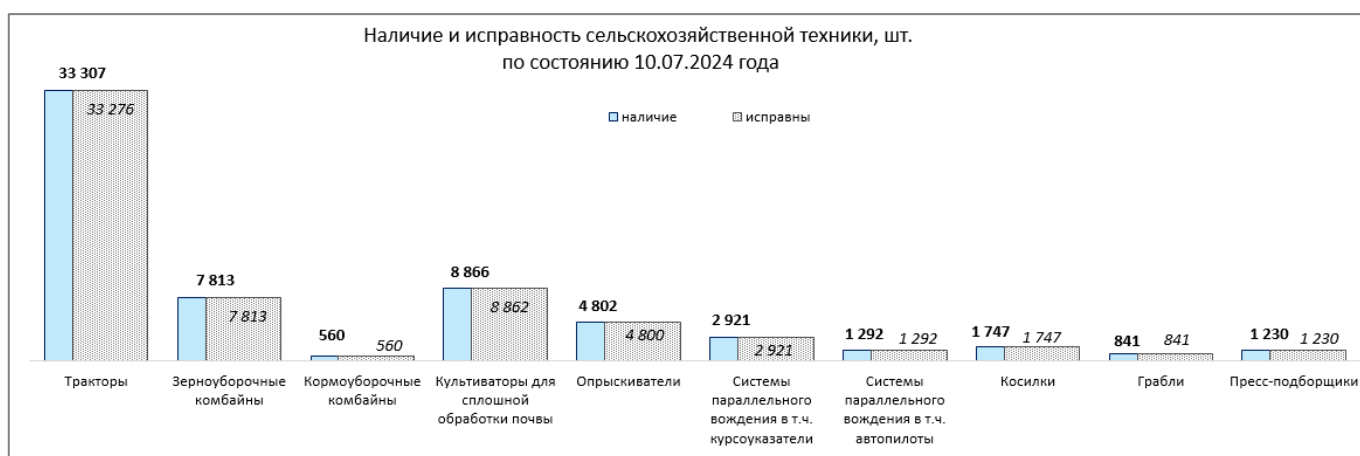 Наличие и исправность сельскохозяйственной техники, шт.
по состоянию 10.07.2024 года
наличие
исправны
33 307
33 276
7 813
7 813
560
560
8 866
8 862
4 802
4 800
2 921
2 921
1 292
1 292
1 747
1 747
841
841
1 230
1 230
Тракторы
Зерноуборочные
комбайны
Кормоуборочные
комбайны
Культиваторы для
сплошной
обработки почвы
Опрыскиватели
Системы
параллельного
вождения в т.ч.
курсоуказатели
Системы
параллельного
вождения в т.ч.
автопилоты
Косилки
Грабли
Пресс-подборщики